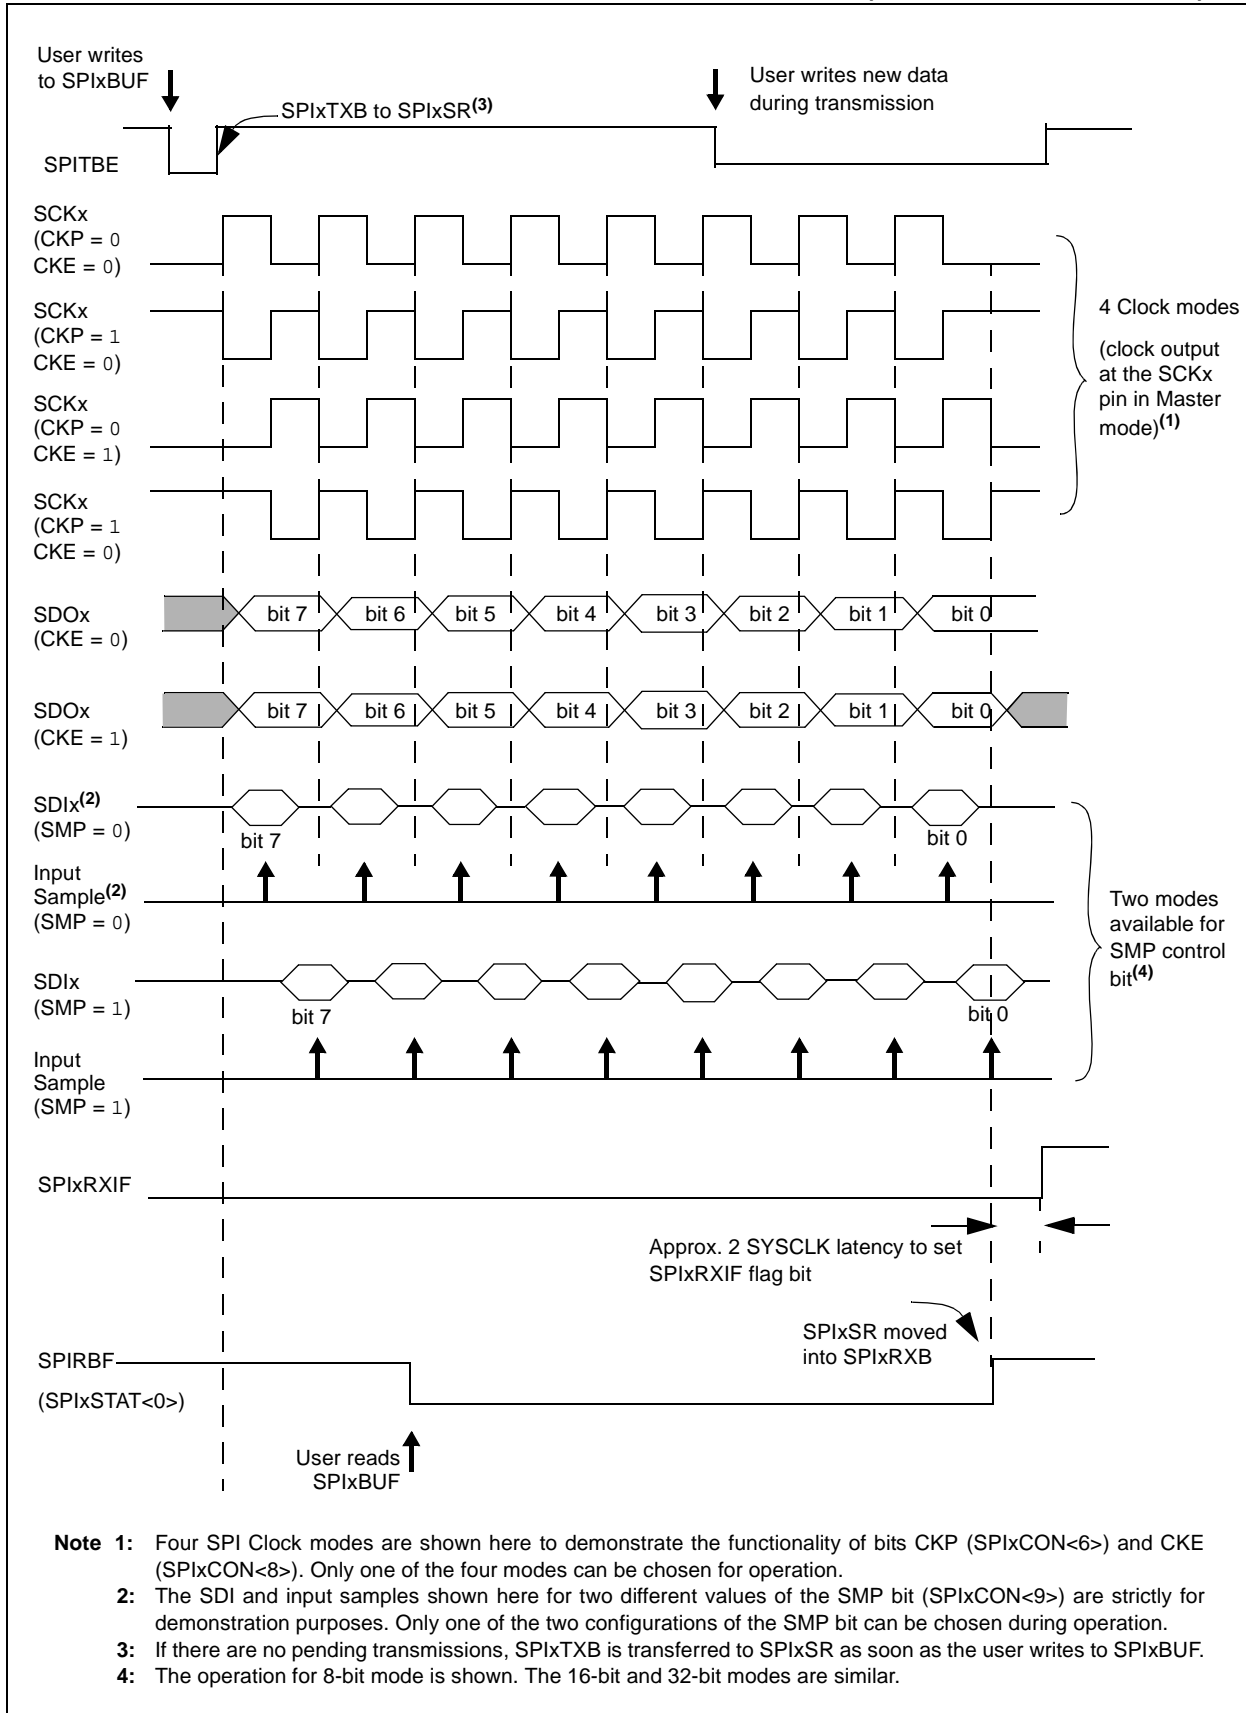 User writes
to SPIxBUF
User writes new data
during transmission
SPIxTXB to SPIxSR(3)
SPITBE
SCKx
(CKP = 0
CKE = 0)
SCKx
(CKP = 1
CKE = 0)
4 Clock modes
(clock output
at the SCKx
pin in Master
mode)(1)
SCKx
(CKP = 0
CKE = 1)
SCKx
(CKP = 1
CKE = 0)
SDOx
(CKE = 0)
bit 7 bit 6 bit 5 bit 4 bit 3 bit 2 bit 1 bit 0
SDOx
(CKE = 1)
bit 7 bit 6 bit 5 bit 4 bit 3 bit 2 bit 1 bit 0
SDIx(2)
(SMP = 0)
bit 7 bit 0
Input
Sample(2)
(SMP = 0)
Two modes
available for
SMP control
bit(4)
SDIx
(SMP = 1)
bit 7 bit 0
Input
Sample
(SMP = 1)
SPIxRXIF
Approx. 2 SYSCLK latency to set
SPIxRXIF flag bit
SPIxSR moved
into SPIxRXB
SPIRBF
(SPIxSTAT<0>)
User reads
SPIxBUF
Note 1: Four SPI Clock modes are shown here to demonstrate the functionality of bits CKP (SPIxCON<6>) and CKE
(SPIxCON<8>). Only one of the four modes can be chosen for operation.
2: The SDI and input samples shown here for two different values of the SMP bit (SPIxCON<9>) are strictly for
demonstration purposes. Only one of the two configurations of the SMP bit can be chosen during operation.
3: If there are no pending transmissions, SPIxTXB is transferred to SPIxSR as soon as the user writes to SPIxBUF.
4: The operation for 8-bit mode is shown. The 16-bit and 32-bit modes are similar.